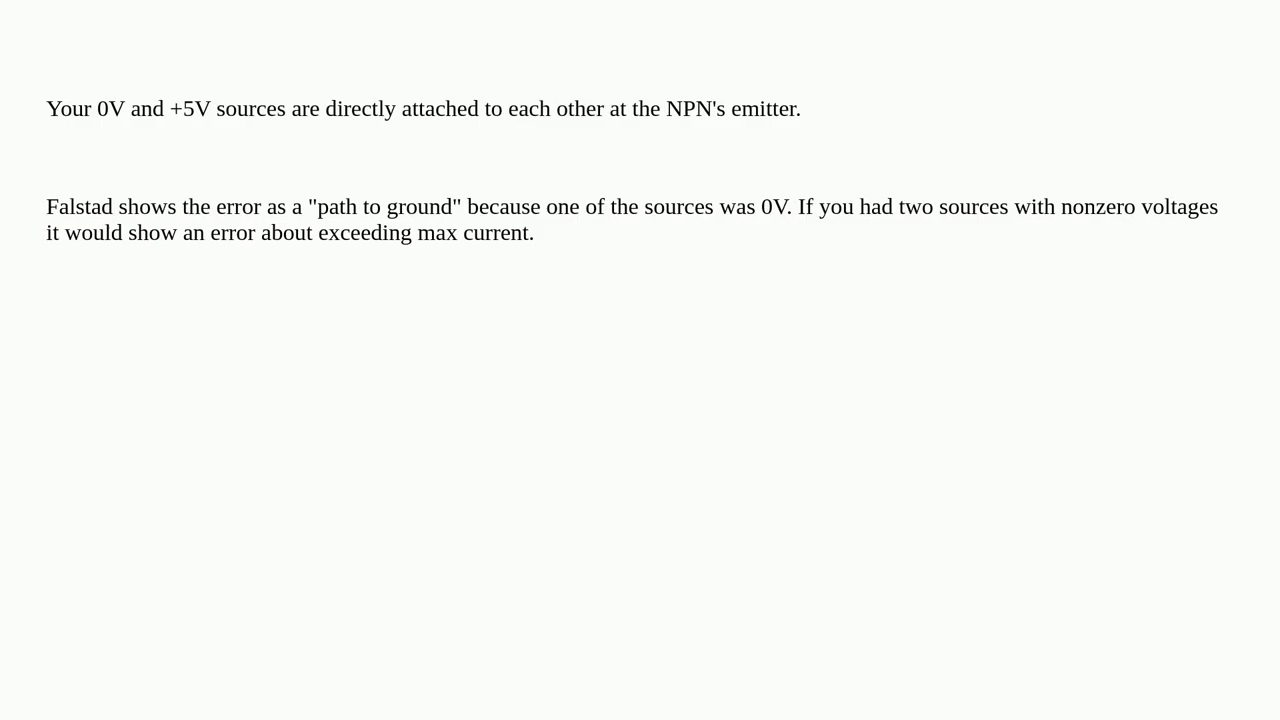 Your 0V and +5V sources are directly attached to each other at the NPN's emitter.
Falstad shows the error as a "path to ground" because one of the sources was 0V. If you had two sources with nonzero voltages
it would show an error about exceeding max current.